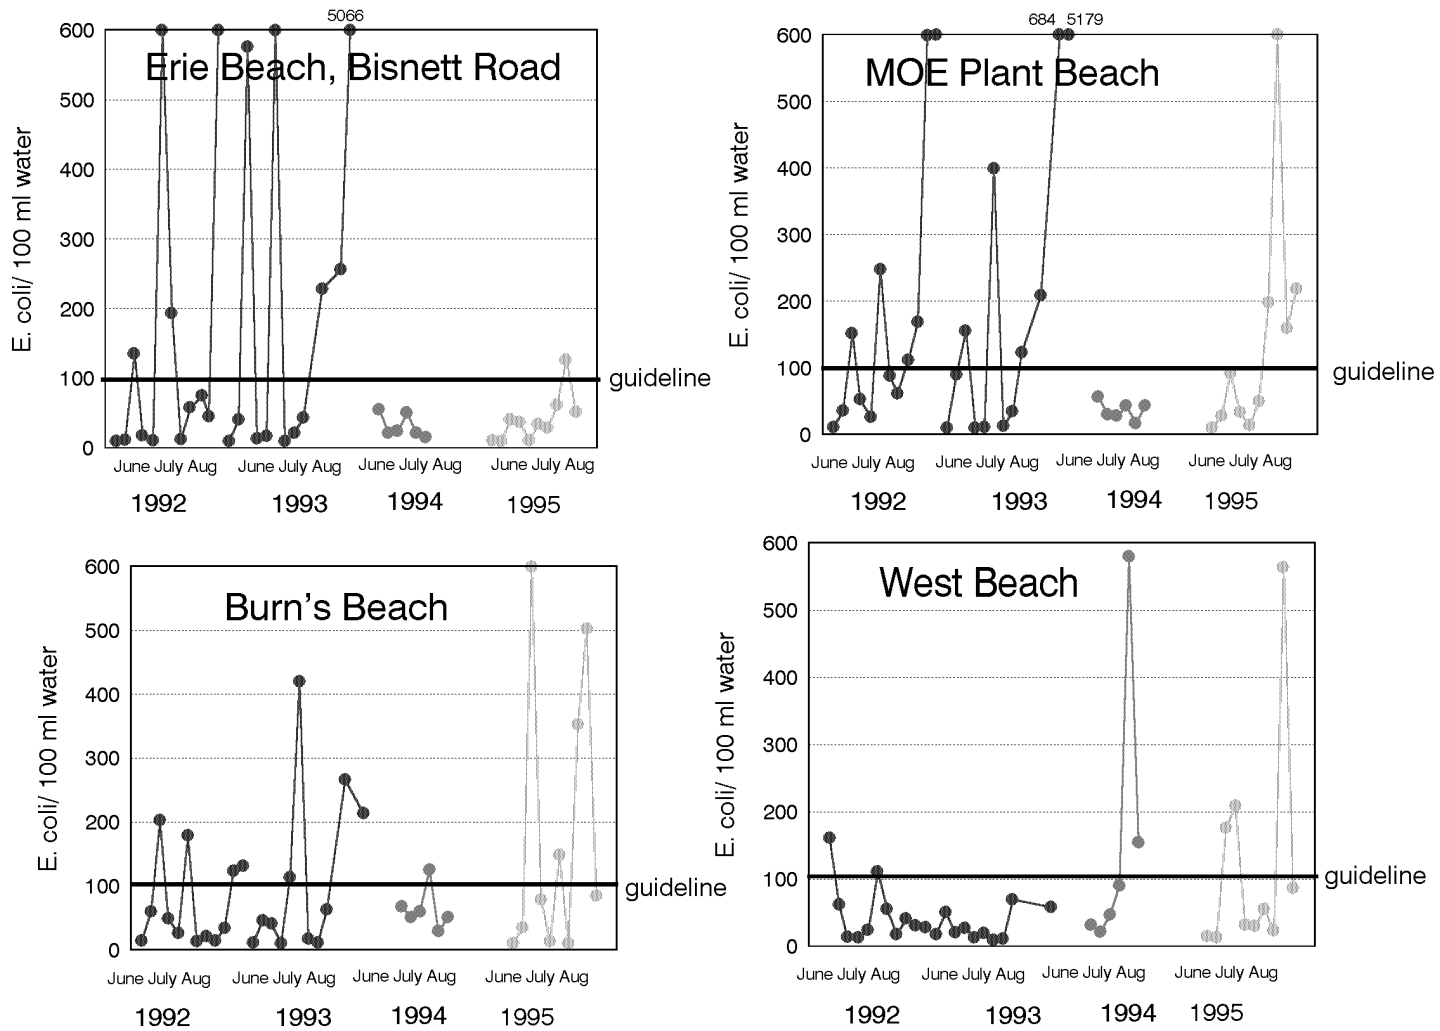 5066
600
Erie Beach, Bisnett Road
500
400
300
200
100
0
E. coli/ 100 ml water
guideline
June July Aug June July Aug June July Aug June July Aug
1992 1993 1994 1995
684 5179
600
MOE Plant Beach
500
400
300
200
100
0
E. coli/ 100 ml water
guideline
June July Aug June July Aug June July Aug June July Aug
1992 1993 1994 1995
600
Burn's Beach
500
400
300
200
100
0
E. coli/ 100 ml water
guideline
June July Aug June July Aug June July Aug June July Aug
1992 1993 1994 1995
600
West Beach
500
400
300
200
100
0
E. coli/ 100 ml water
guideline
June July Aug June July Aug June July Aug June July Aug
1992 1993 1994 1995